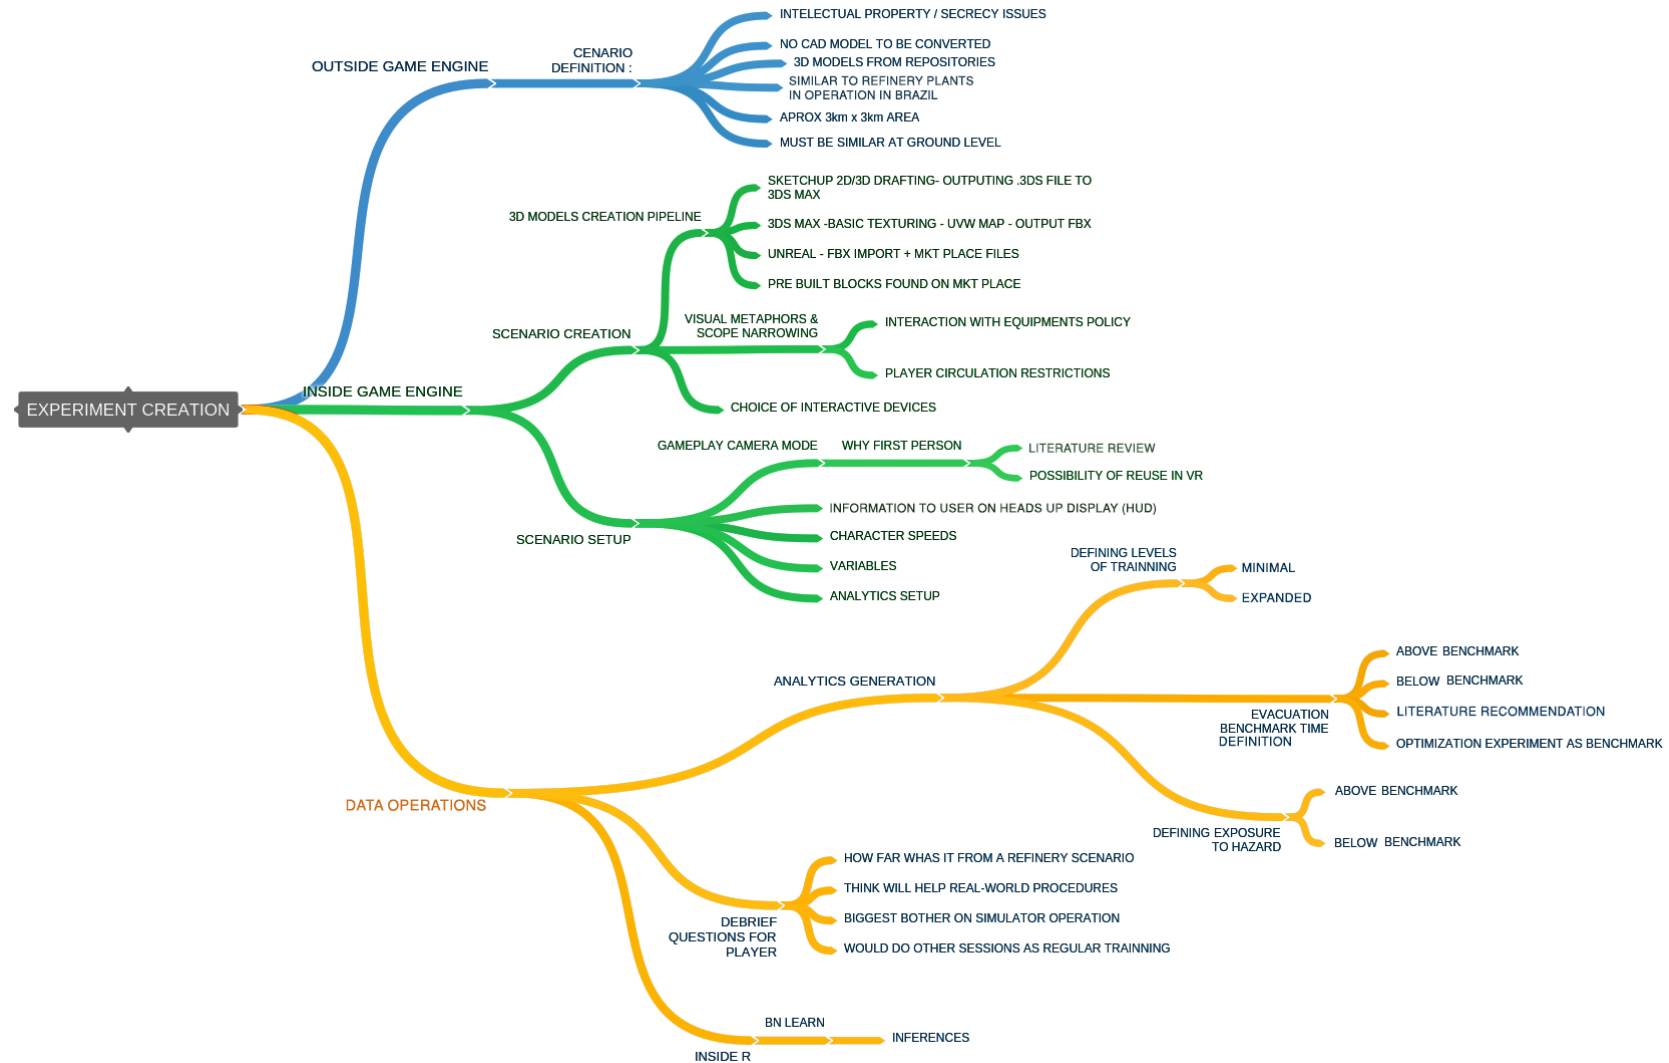 EXPERIMENT CREATION
OUTSIDE GAME ENGINE
CENARIO
DEFINITION :
INTELECTUAL PROPERTY / SECRECY ISSUES
NO CAD MODEL TO BE CONVERTED
3D MODELS FROM REPOSITORIES
SIMILAR TO REFINERY PLANTS
IN OPERATION IN BRAZIL
APROX 3km x 3km AREA
MUST BE SIMILAR AT GROUND LEVEL
INSIDE GAME ENGINE
SCENARIO CREATION
3D MODELS CREATION PIPELINE
SKETCHUP 2D/3D DRAFTING- OUTPUTING .3DS FILE TO
3DS MAX
3DS MAX -BASIC TEXTURING - UVW MAP - OUTPUT FBX
UNREAL - FBX IMPORT + MKT PLACE FILES
PRE BUILT BLOCKS FOUND ON MKT PLACE
VISUAL METAPHORS &
SCOPE NARROWING
INTERACTION WITH EQUIPMENTS POLICY
PLAYER CIRCULATION RESTRICTIONS
CHOICE OF INTERACTIVE DEVICES
SCENARIO SETUP
GAMEPLAY CAMERA MODE
WHY FIRST PERSON
LITERATURE REVIEW
POSSIBILITY OF REUSE IN VR
INFORMATION TO USER ON HEADS UP DISPLAY (HUD)
CHARACTER SPEEDS
VARIABLES
ANALYTICS SETUP
DATA OPERATIONS
ANALYTICS GENERATION
DEFINING LEVELS
OF TRAINNING
MINIMAL
EXPANDED
EVACUATION
BENCHMARK TIME
DEFINITION
ABOVE BENCHMARK
BELOW BENCHMARK
LITERATURE RECOMMENDATION
OPTIMIZATION EXPERIMENT AS BENCHMARK
DEFINING EXPOSURE
TO HAZARD
ABOVE BENCHMARK
BELOW BENCHMARK
DEBRIEF
QUESTIONS FOR
PLAYER
HOW FAR WHAS IT FROM A REFINERY SCENARIO
THINK WILL HELP REAL-WORLD PROCEDURES
BIGGEST BOTHER ON SIMULATOR OPERATION
WOULD DO OTHER SESSIONS AS REGULAR TRAINNING
INSIDE R
BN LEARN
INFERENCES